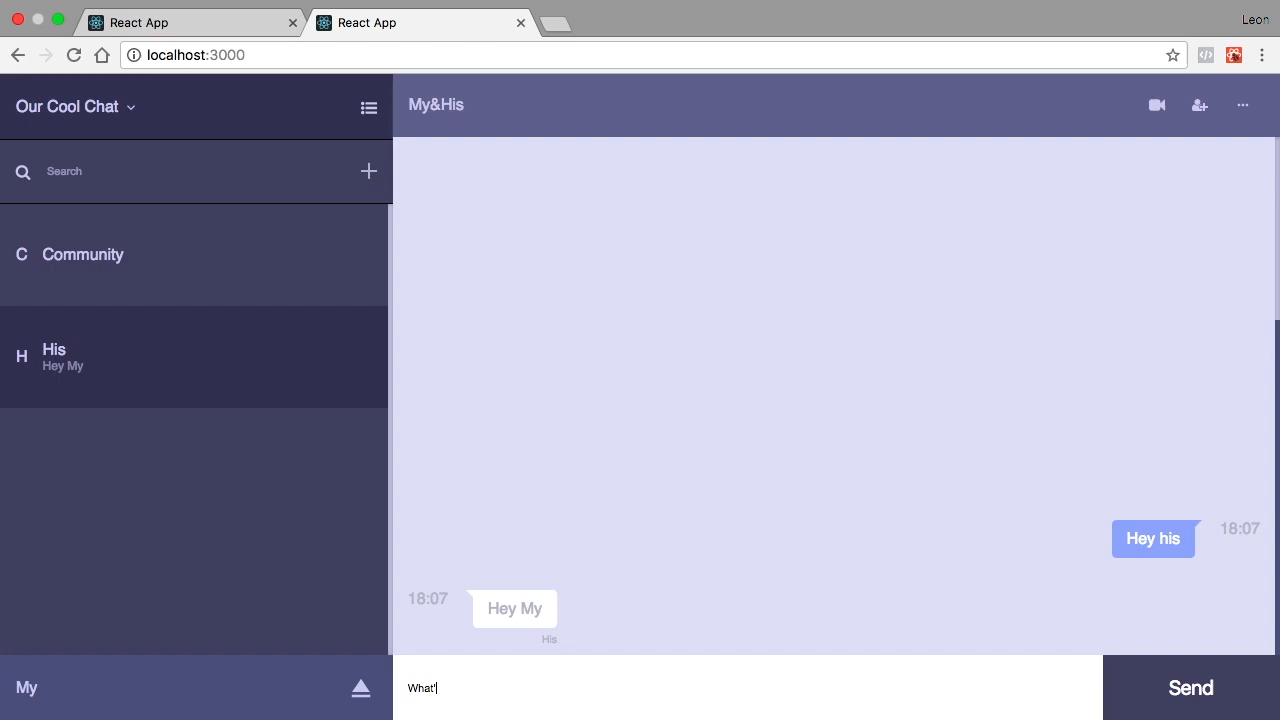 React App
React App
Leon
localhost:3000
Our Cool Chat
My&His
Search
C Community
H His
Hey My
Hey his
18:07
18:07
Hey My
His
My
What'
Send